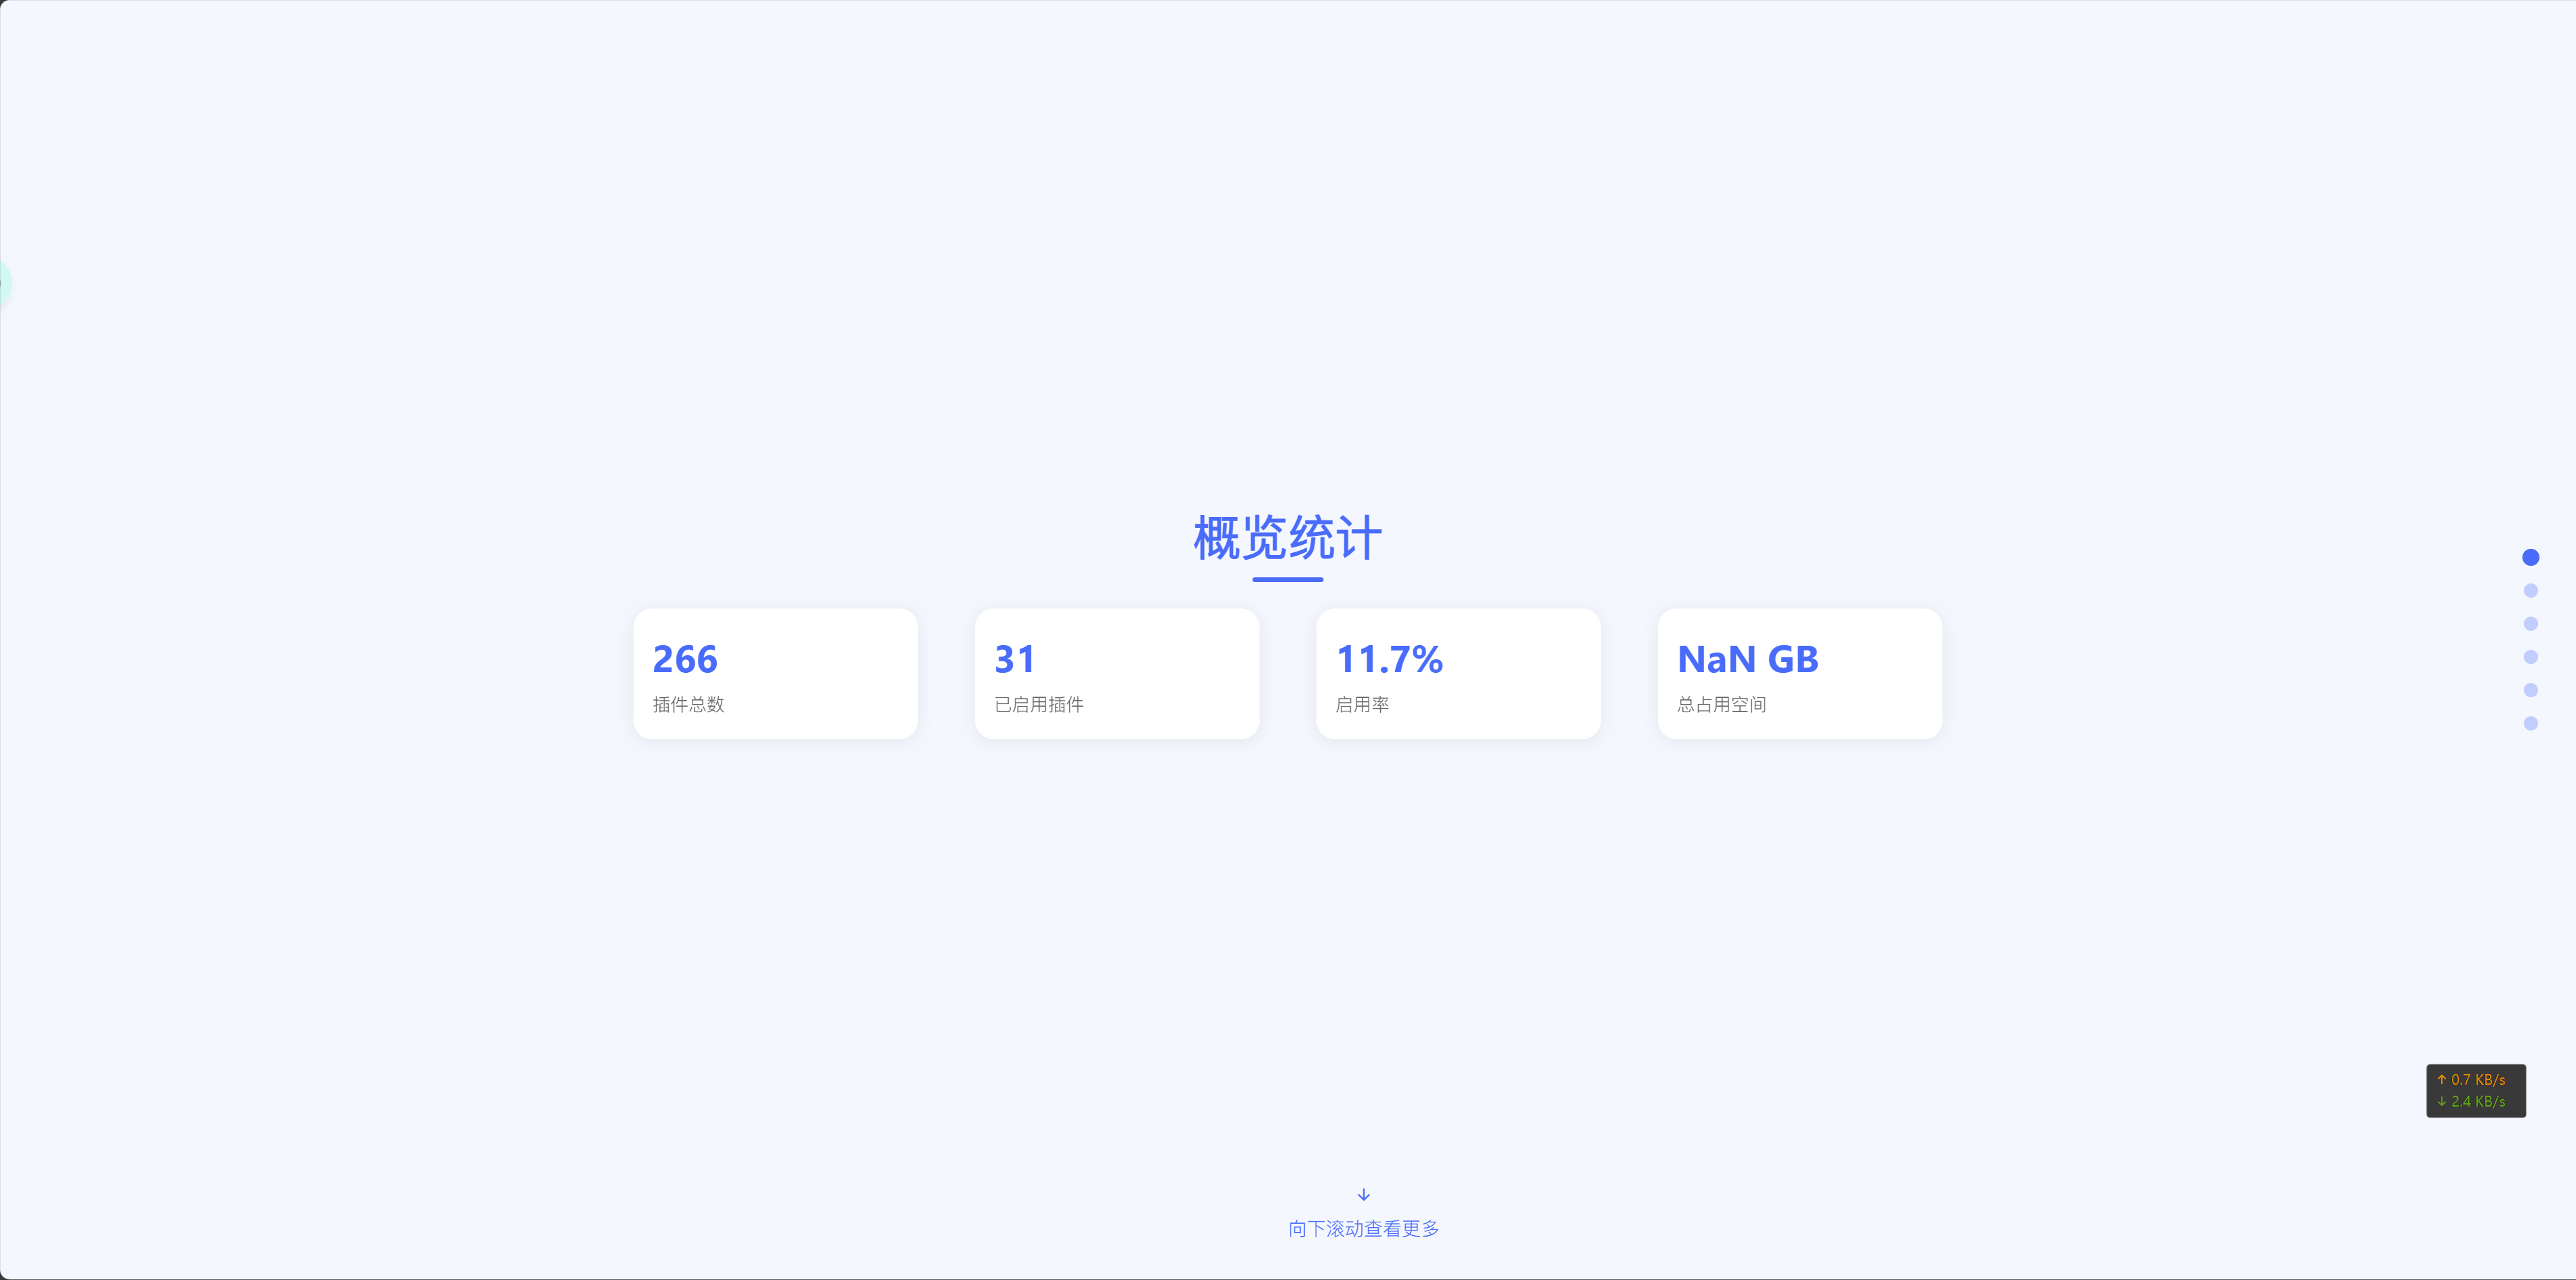 概览统计
266
插件总数
31
已启用插件
11.7%
启用率
NaN GB
总占用空间
↑ 0.7 KB/s
↓ 2.4 KB/s
↓
向下滚动查看更多